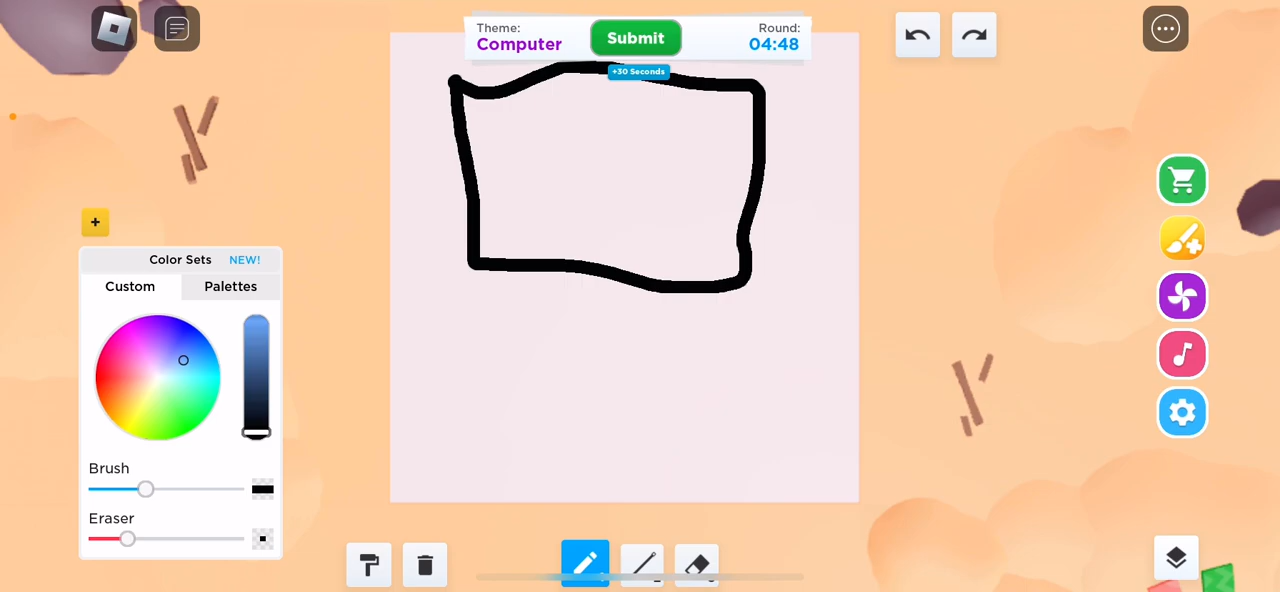 Theme:
Computer
Submit
Round:
04:48
+30 Seconds
+
Color Sets NEW!
Custom Palettes
Brush
Eraser